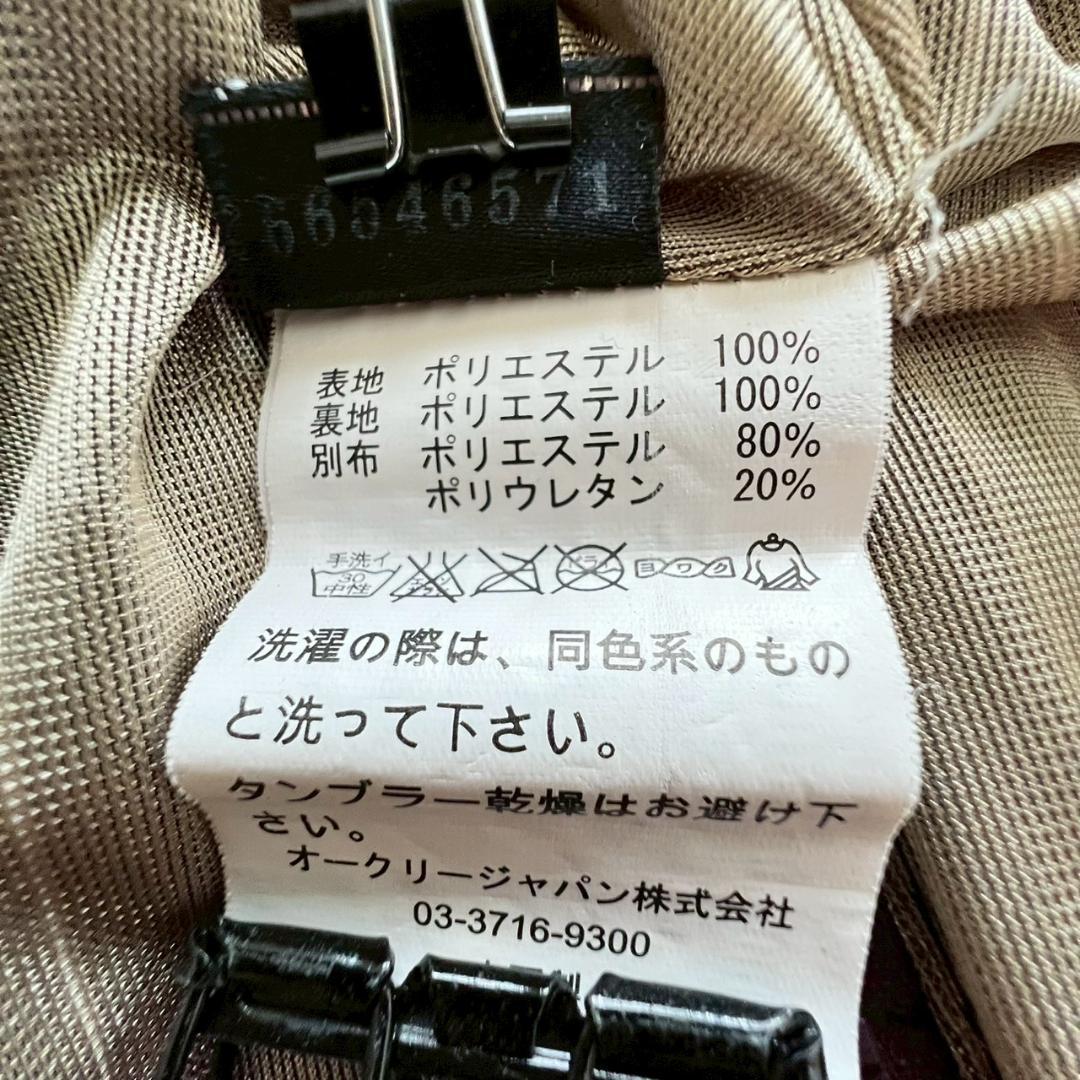 56546571
表地 ポリエステル 100%
裏地 ポリエステル 100%
別布 ポリエステル 80%
ポリウレタン 20%
手洗イ 30 中性 ドライ ヨワク
洗濯の際は、同色系のもの
と洗って下さい。
タンブラー乾燥はお避け下
さい。
オークリージャパン株式会社
03-3716-9300